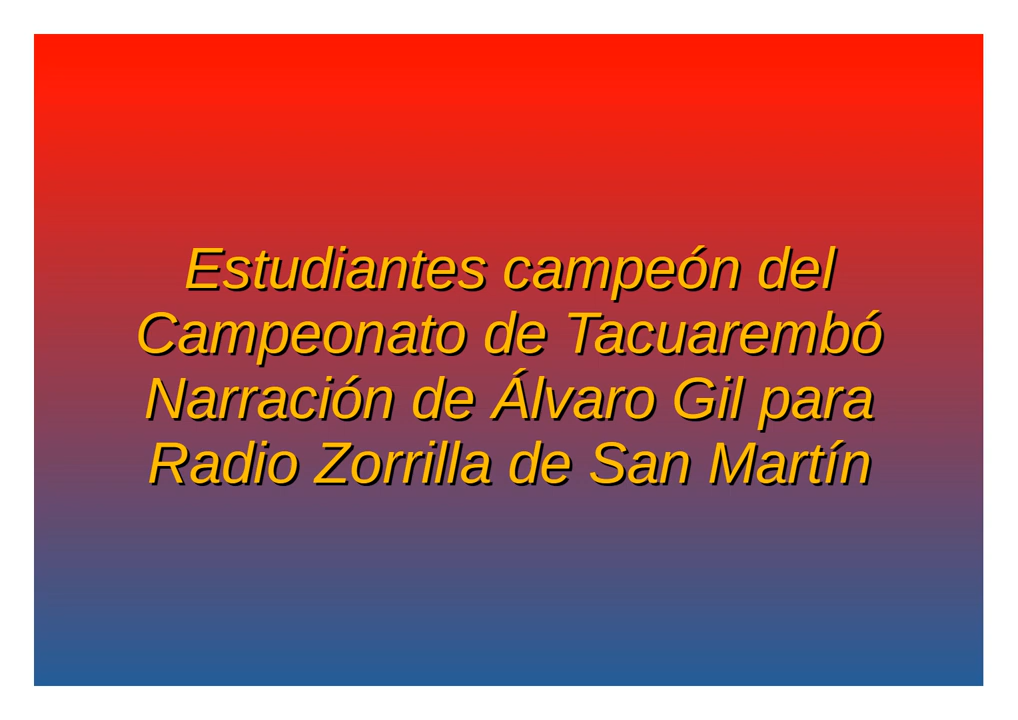 Estudiantes campeón del
Campeonato de Tacuarembó
Narración de Álvaro Gil para
Radio Zorrilla de San Martín